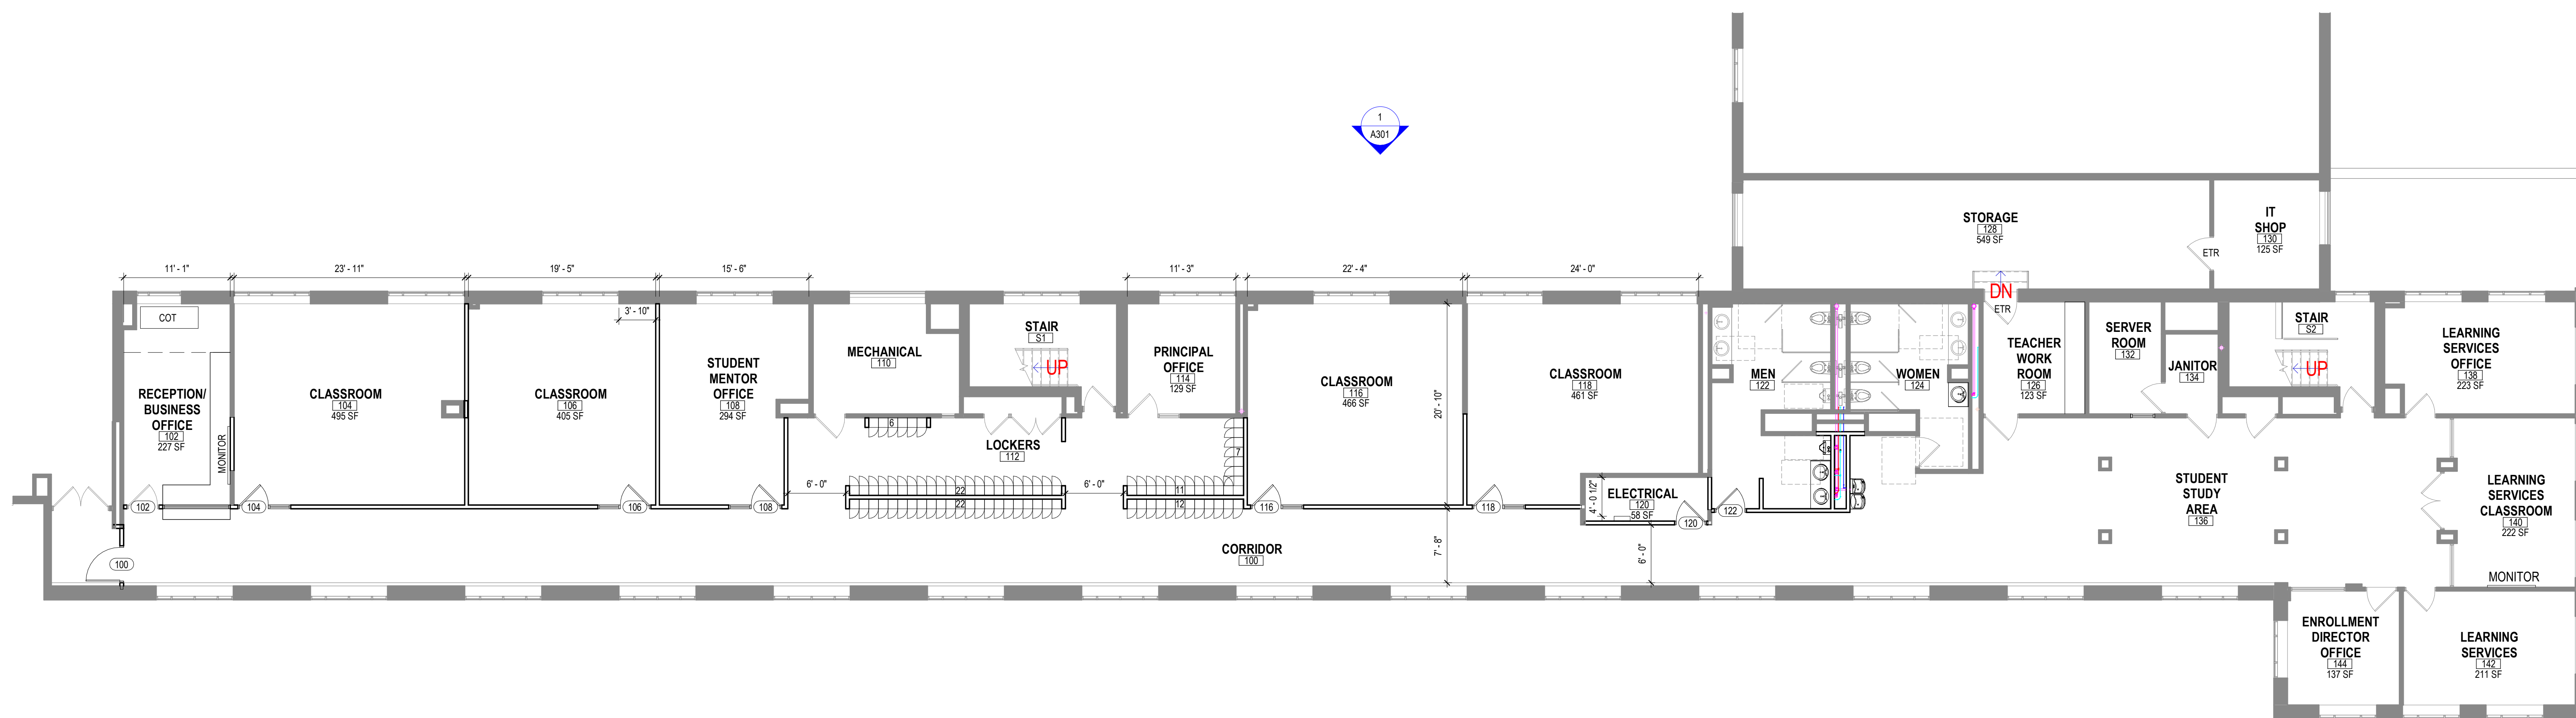 1
A301
STORAGE
128
549 SF
IT
SHOP
130
125 SF
ETR
11' - 1"
23' - 11"
19' - 5"
15' - 6"
11' - 3"
22' - 4"
24' - 0"
DN
ETR
COT
3' - 10"
RECEPTION/
BUSINESS
OFFICE
102
227 SF
MONITOR
CLASSROOM
104
495 SF
CLASSROOM
106
405 SF
STUDENT
MENTOR
OFFICE
108
294 SF
MECHANICAL
110
STAIR
S1
UP
PRINCIPAL
OFFICE
114
129 SF
CLASSROOM
116
466 SF
20' - 10"
CLASSROOM
118
461 SF
MEN
122
WOMEN
124
TEACHER
WORK
ROOM
126
123 SF
SERVER
ROOM
132
JANITOR
134
STAIR
S2
UP
LEARNING
SERVICES
OFFICE
138
223 SF
6
LOCKERS
112
7
6' - 0"
22
22
6' - 0"
11
12
ELECTRICAL
120
58 SF
4' - 0 1/2"
STUDENT
STUDY
AREA
136
LEARNING
SERVICES
CLASSROOM
140
222 SF
MONITOR
102
104
106
108
116
118
120
122
100
CORRIDOR
100
7' - 8"
6' - 0"
ENROLLMENT
DIRECTOR
OFFICE
144
137 SF
LEARNING
SERVICES
142
211 SF